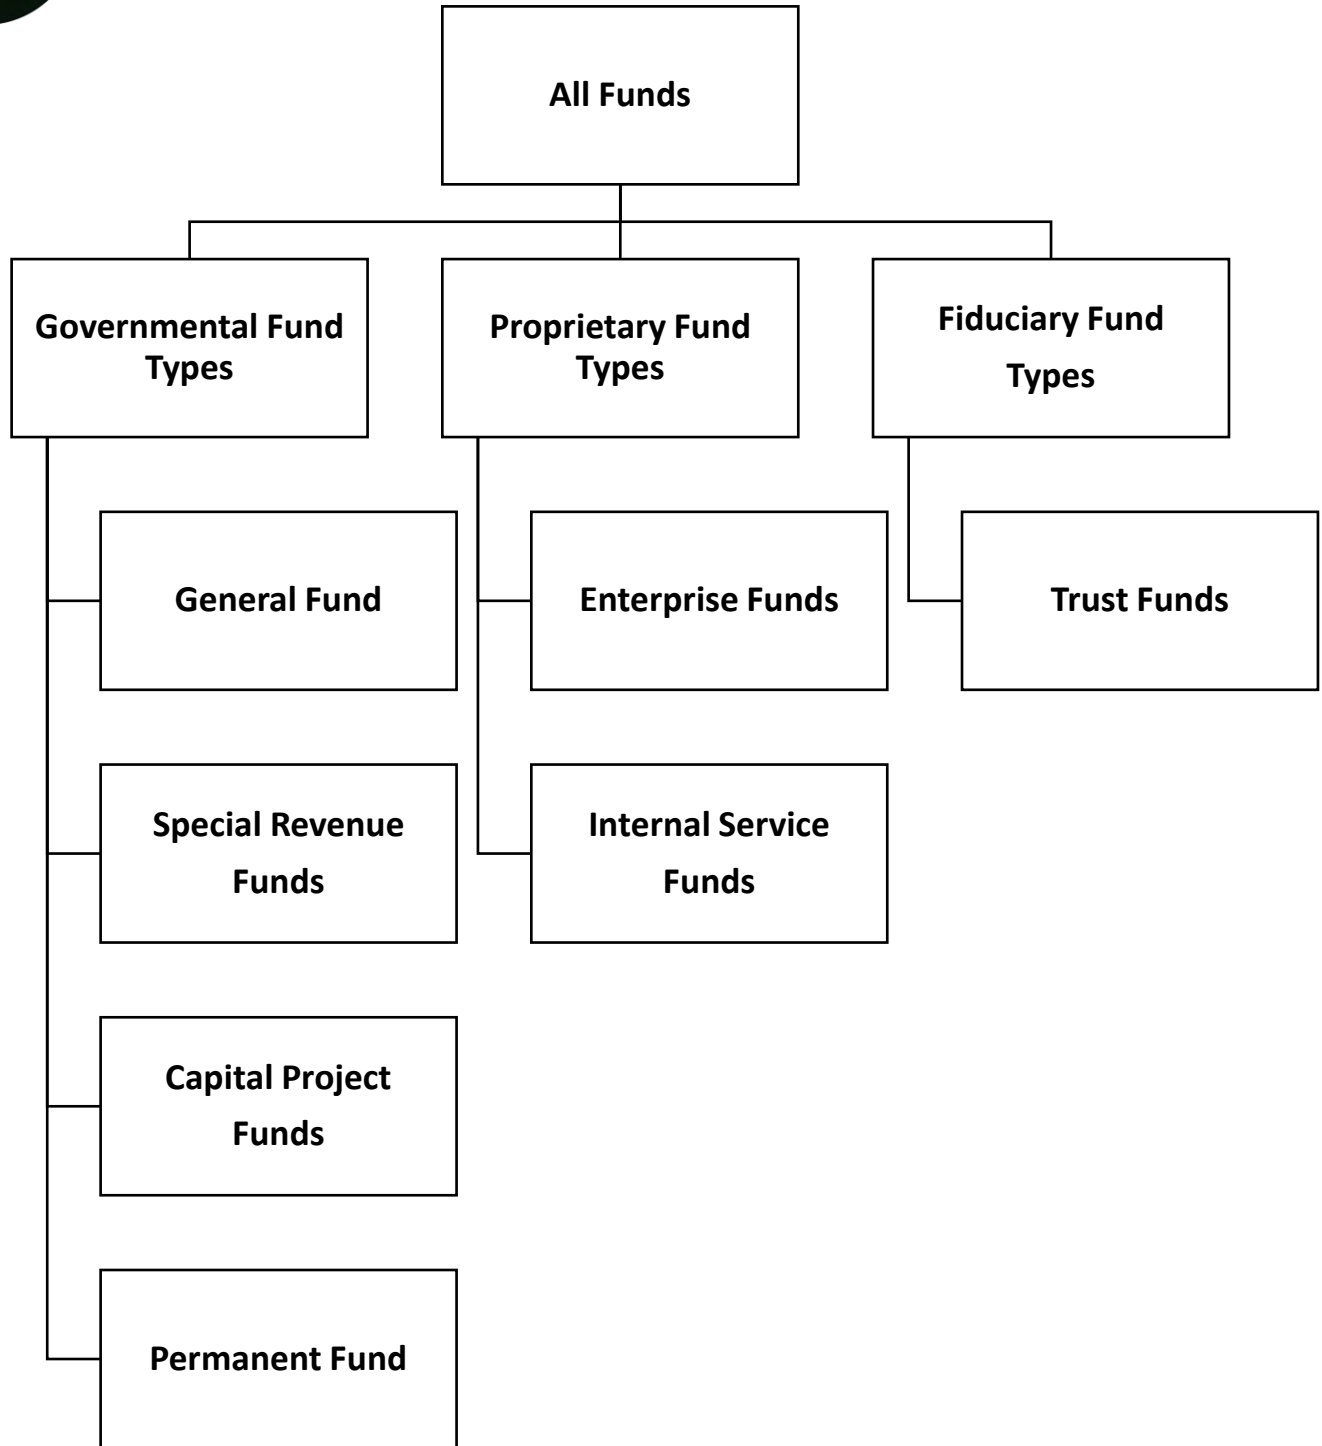 All Funds
Governmental Fund
Types
Proprietary Fund
Types
Fiduciary Fund
Types
General Fund
Enterprise Funds
Trust Funds
Special Revenue
Funds
Internal Service
Funds
Capital Project
Funds
Permanent Fund